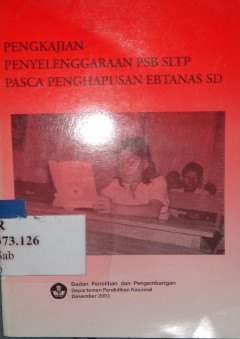 PENGKAJIAN
PENYELENGGARAAN PSB SLTP
PASCA PENGHAPUSAN EBTANAS SD
R
373.126
Sab
Badan Penelitian dan Pengembangan
Departemen Pendidikan Nasional
Desember 2003